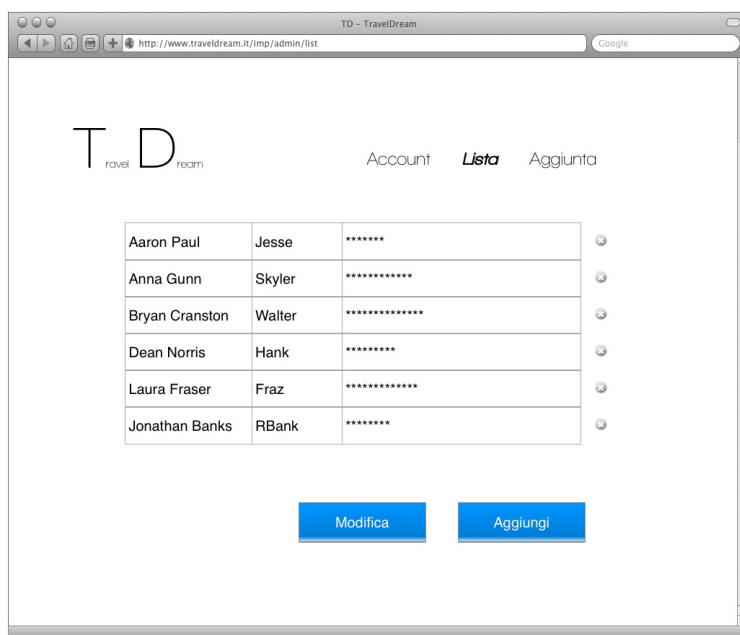 TD – TravelDream
http://www.traveldream.it/imp/admin/list Google
Travel Dream Account Lista Aggiunta
Aaron Paul Jesse *******
Anna Gunn Skyler ************
Bryan Cranston Walter **************
Dean Norris Hank *********
Laura Fraser Fraz *************
Jonathan Banks RBank ********
Modifica Aggiungi